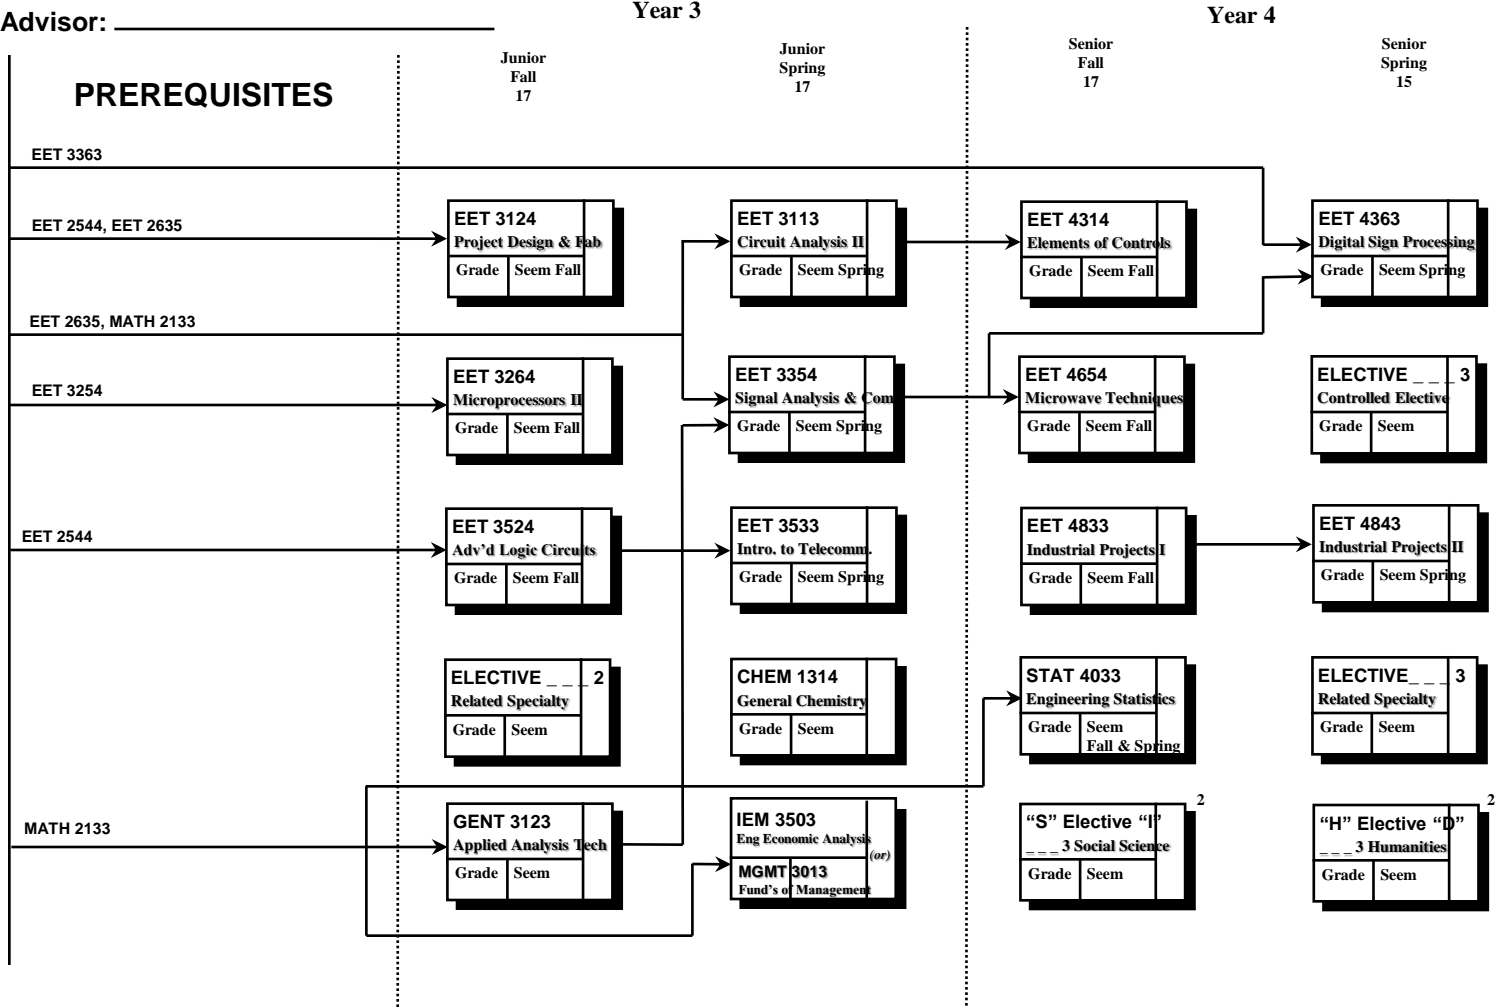 Advisor: ____________________
Year 3
Year 4
Junior
Fall
17
Junior
Spring
17
Senior
Fall
17
Senior
Spring
15
PREREQUISITES
EET 3363
EET 2544, EET 2635
EET 2635, MATH 2133
EET 3254
EET 2544
MATH 2133
EET 3124
Project Design & Fab
Grade Seem Fall
EET 3113
Circuit Analysis II
Grade Seem Spring
EET 4314
Elements of Controls
Grade Seem Fall
EET 4363
Digital Sign Processing
Grade Seem Spring
EET 3264
Microprocessors II
Grade Seem Fall
EET 3354
Signal Analysis & Com
Grade Seem Spring
EET 4654
Microwave Techniques
Grade Seem Fall
ELECTIVE _ _ _ 3
Controlled Elective
Grade Seem
EET 3524
Adv'd Logic Circuits
Grade Seem Fall
EET 3533
Intro. to Telecomm.
Grade Seem Spring
EET 4833
Industrial Projects I
Grade Seem Fall
EET 4843
Industrial Projects II
Grade Seem Spring
ELECTIVE _ _ _ 2
Related Specialty
Grade Seem
CHEM 1314
General Chemistry
Grade Seem
STAT 4033
Engineering Statistics
Grade Seem
Fall & Spring
ELECTIVE_ _ _ 3
Related Specialty
Grade Seem
GENT 3123
Applied Analysis Tech
Grade Seem
IEM 3503
Eng Economic Analysis
(or)
MGMT 3013
Fund's of Management
2
“S” Elective “I”
_ _ _ 3 Social Science
Grade Seem
2
“H” Elective “D”
_ _ _ 3 Humanities
Grade Seem